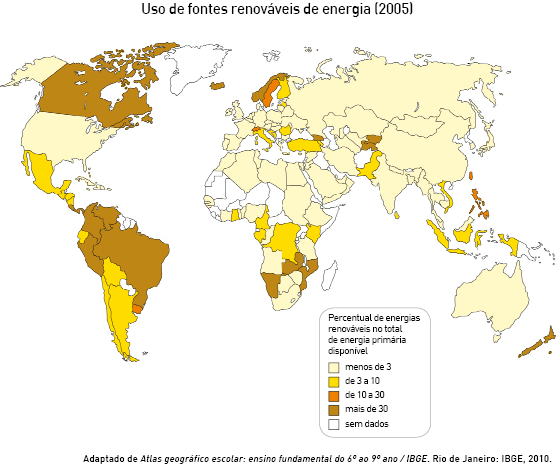 Uso de fontes renováveis de energia (2005)
Percentual de energias
renováveis no total
de energia primária
disponível
menos de 3
de 3 a 10
de 10 a 30
mais de 30
sem dados
Adaptado de Atlas geográfico escolar: ensino fundamental do 6º ao 9º ano / IBGE. Rio de Janeiro: IBGE, 2010.